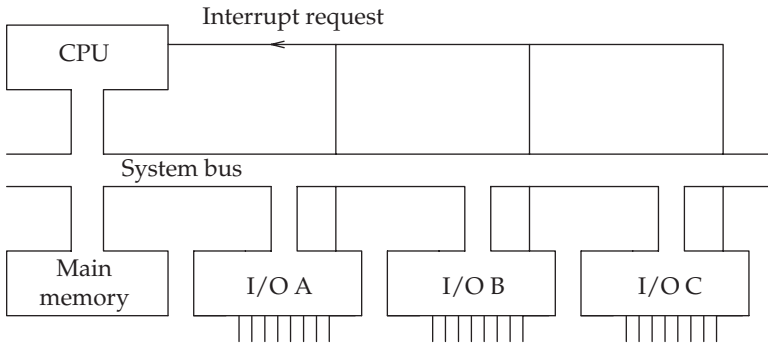 Interrupt request
CPU
System bus
Main
memory
I/O A
I/O B
I/O C